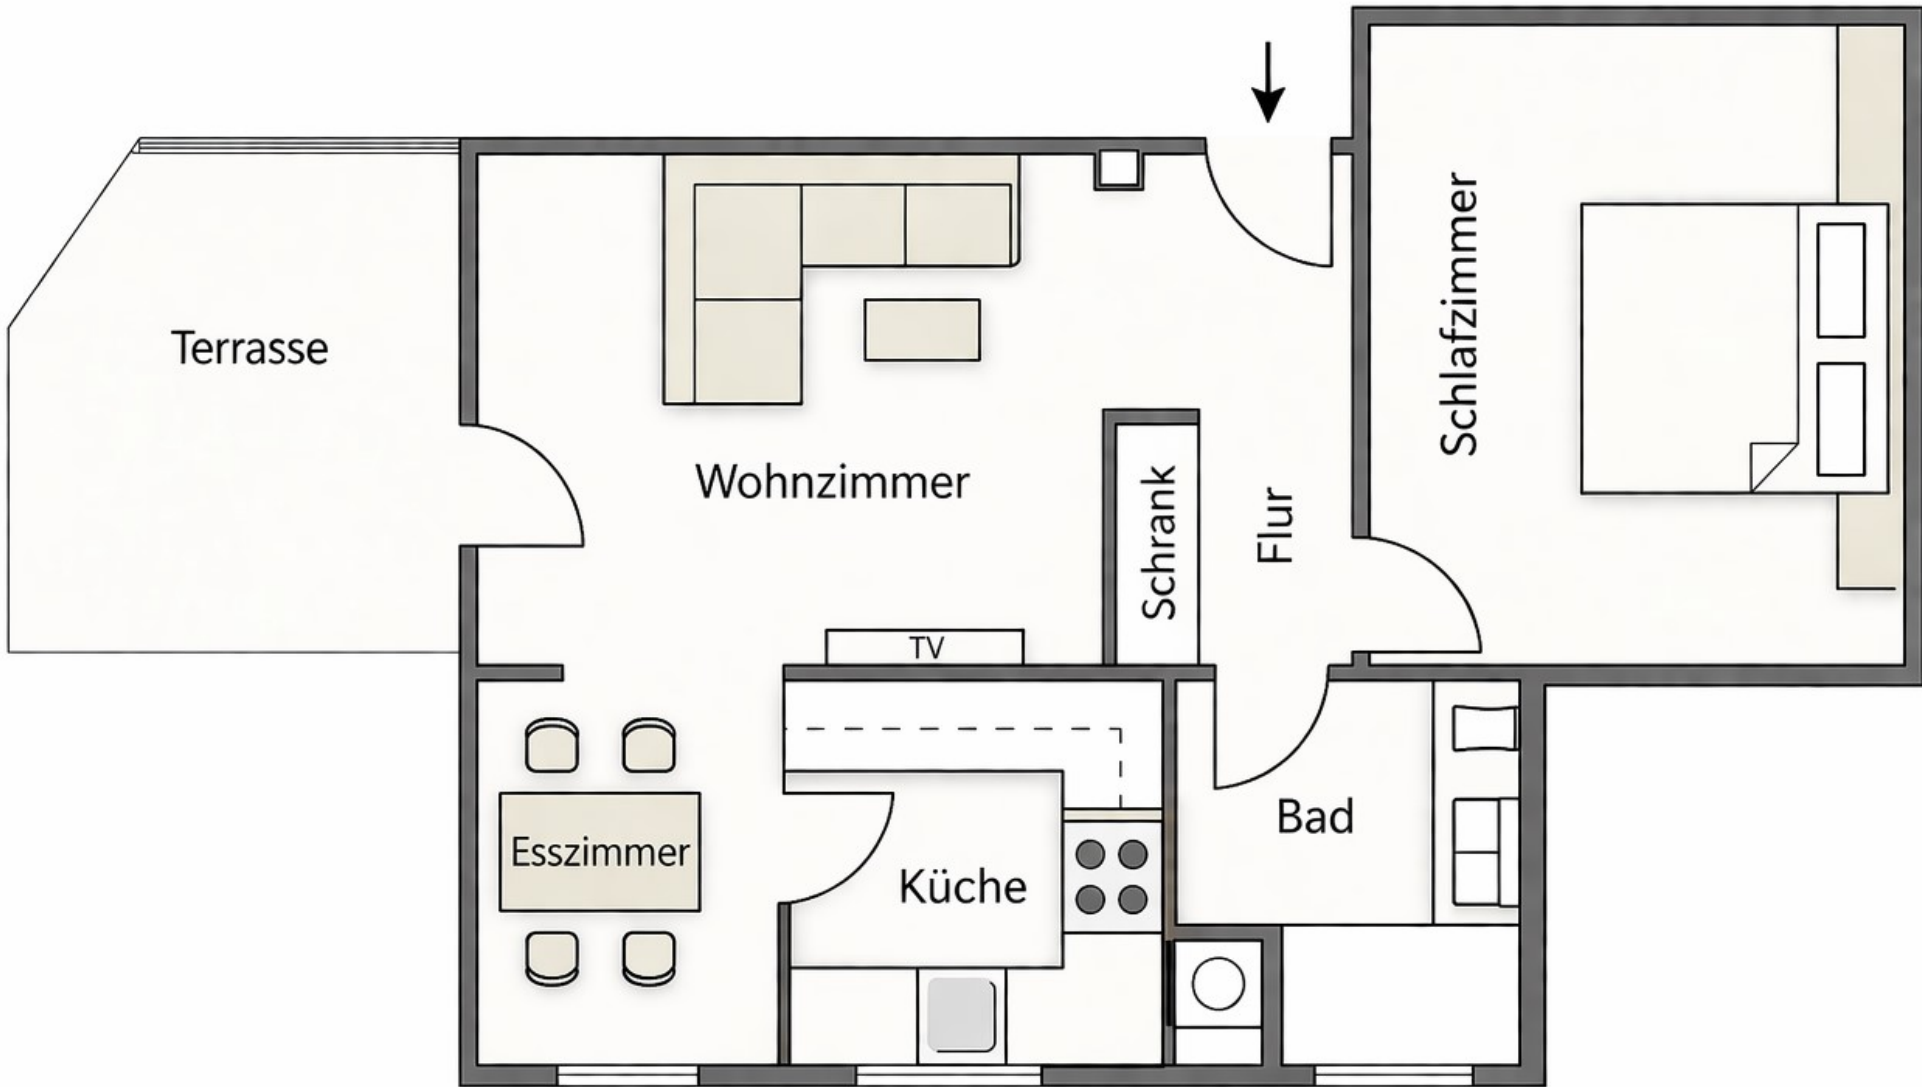 Terrasse
Wohnzimmer
TV
Schrank
Flur
Schlafzimmer
Esszimmer
Küche
Bad